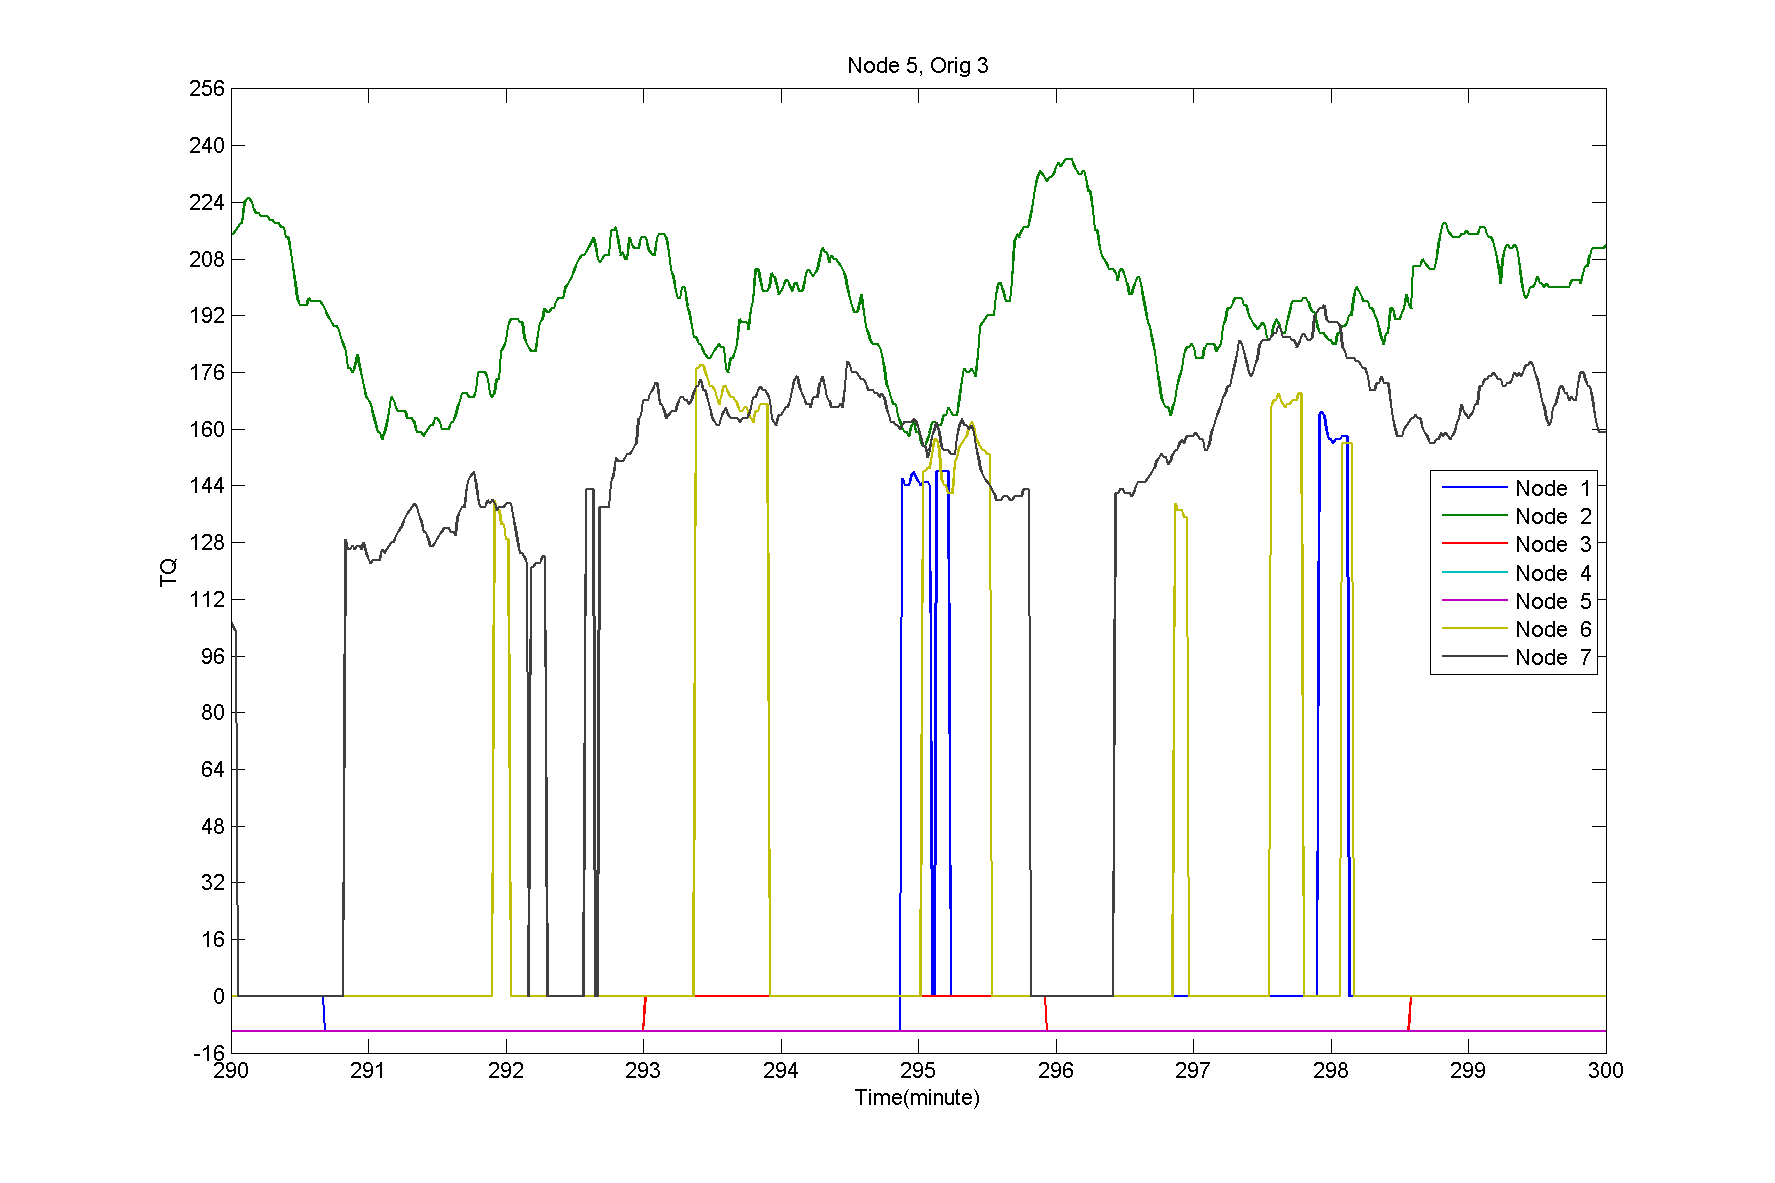 Node 5, Orig 3
256
240
224
208
192
176
160
144
128
112
96
80
64
48
32
16
0
-16
TQ
290 291 292 293 294 295 296 297 298 299 300
Time(minute)
Node 1
Node 2
Node 3
Node 4
Node 5
Node 6
Node 7